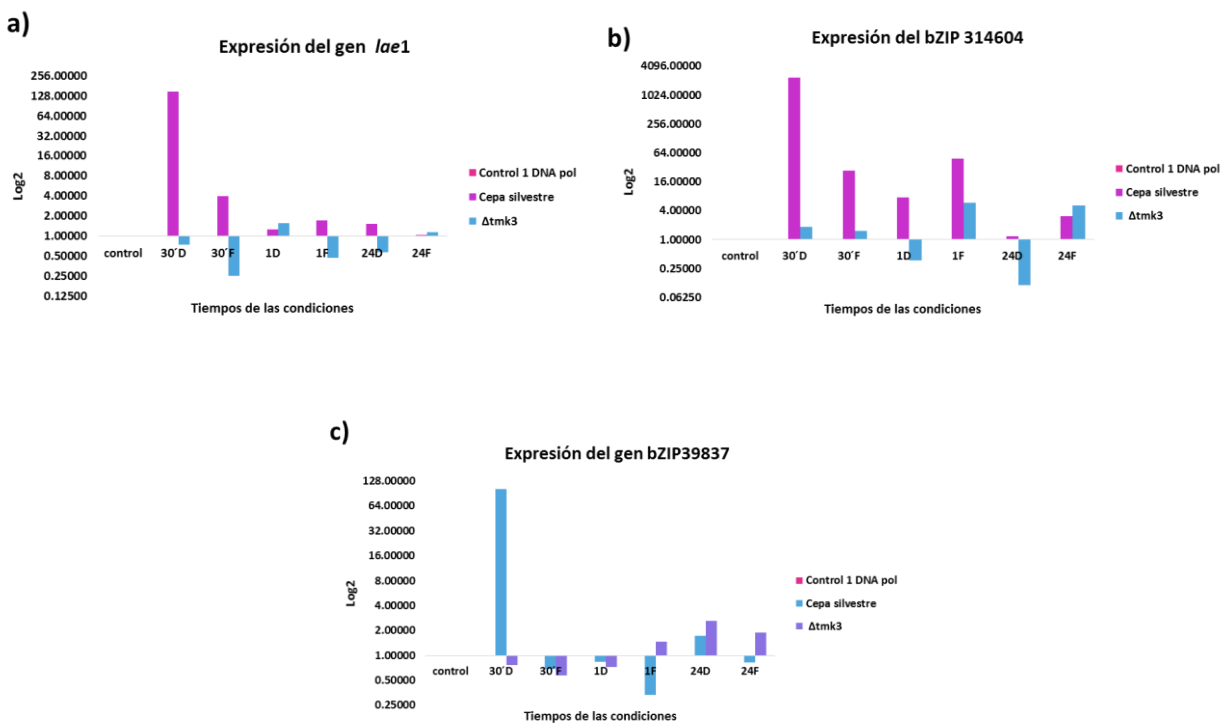 a)
Expresión del gen lae1
256.00000
128.00000
64.00000
32.00000
16.00000
8.00000
4.00000
2.00000
1.00000
0.50000
0.25000
0.12500
Log2
control 30´D 30´F 1D 1F 24D 24F
Tiempos de las condiciones
Control 1 DNA pol
Cepa silvestre
Δtmk3
b)
Expresión del bZIP 314604
4096.00000
1024.00000
256.00000
64.00000
16.00000
4.00000
1.00000
0.25000
0.06250
Log2
control 30´D 30´F 1D 1F 24D 24F
Tiempos de las condiciones
Control 1 DNA pol
Cepa silvestre
Δtmk3
c)
Expresión del gen bZIP39837
128.00000
64.00000
32.00000
16.00000
8.00000
4.00000
2.00000
1.00000
0.50000
0.25000
Log2
control 30´D 30´F 1D 1F 24D 24F
Tiempos de las condiciones
Control 1 DNA pol
Cepa silvestre
Δtmk3